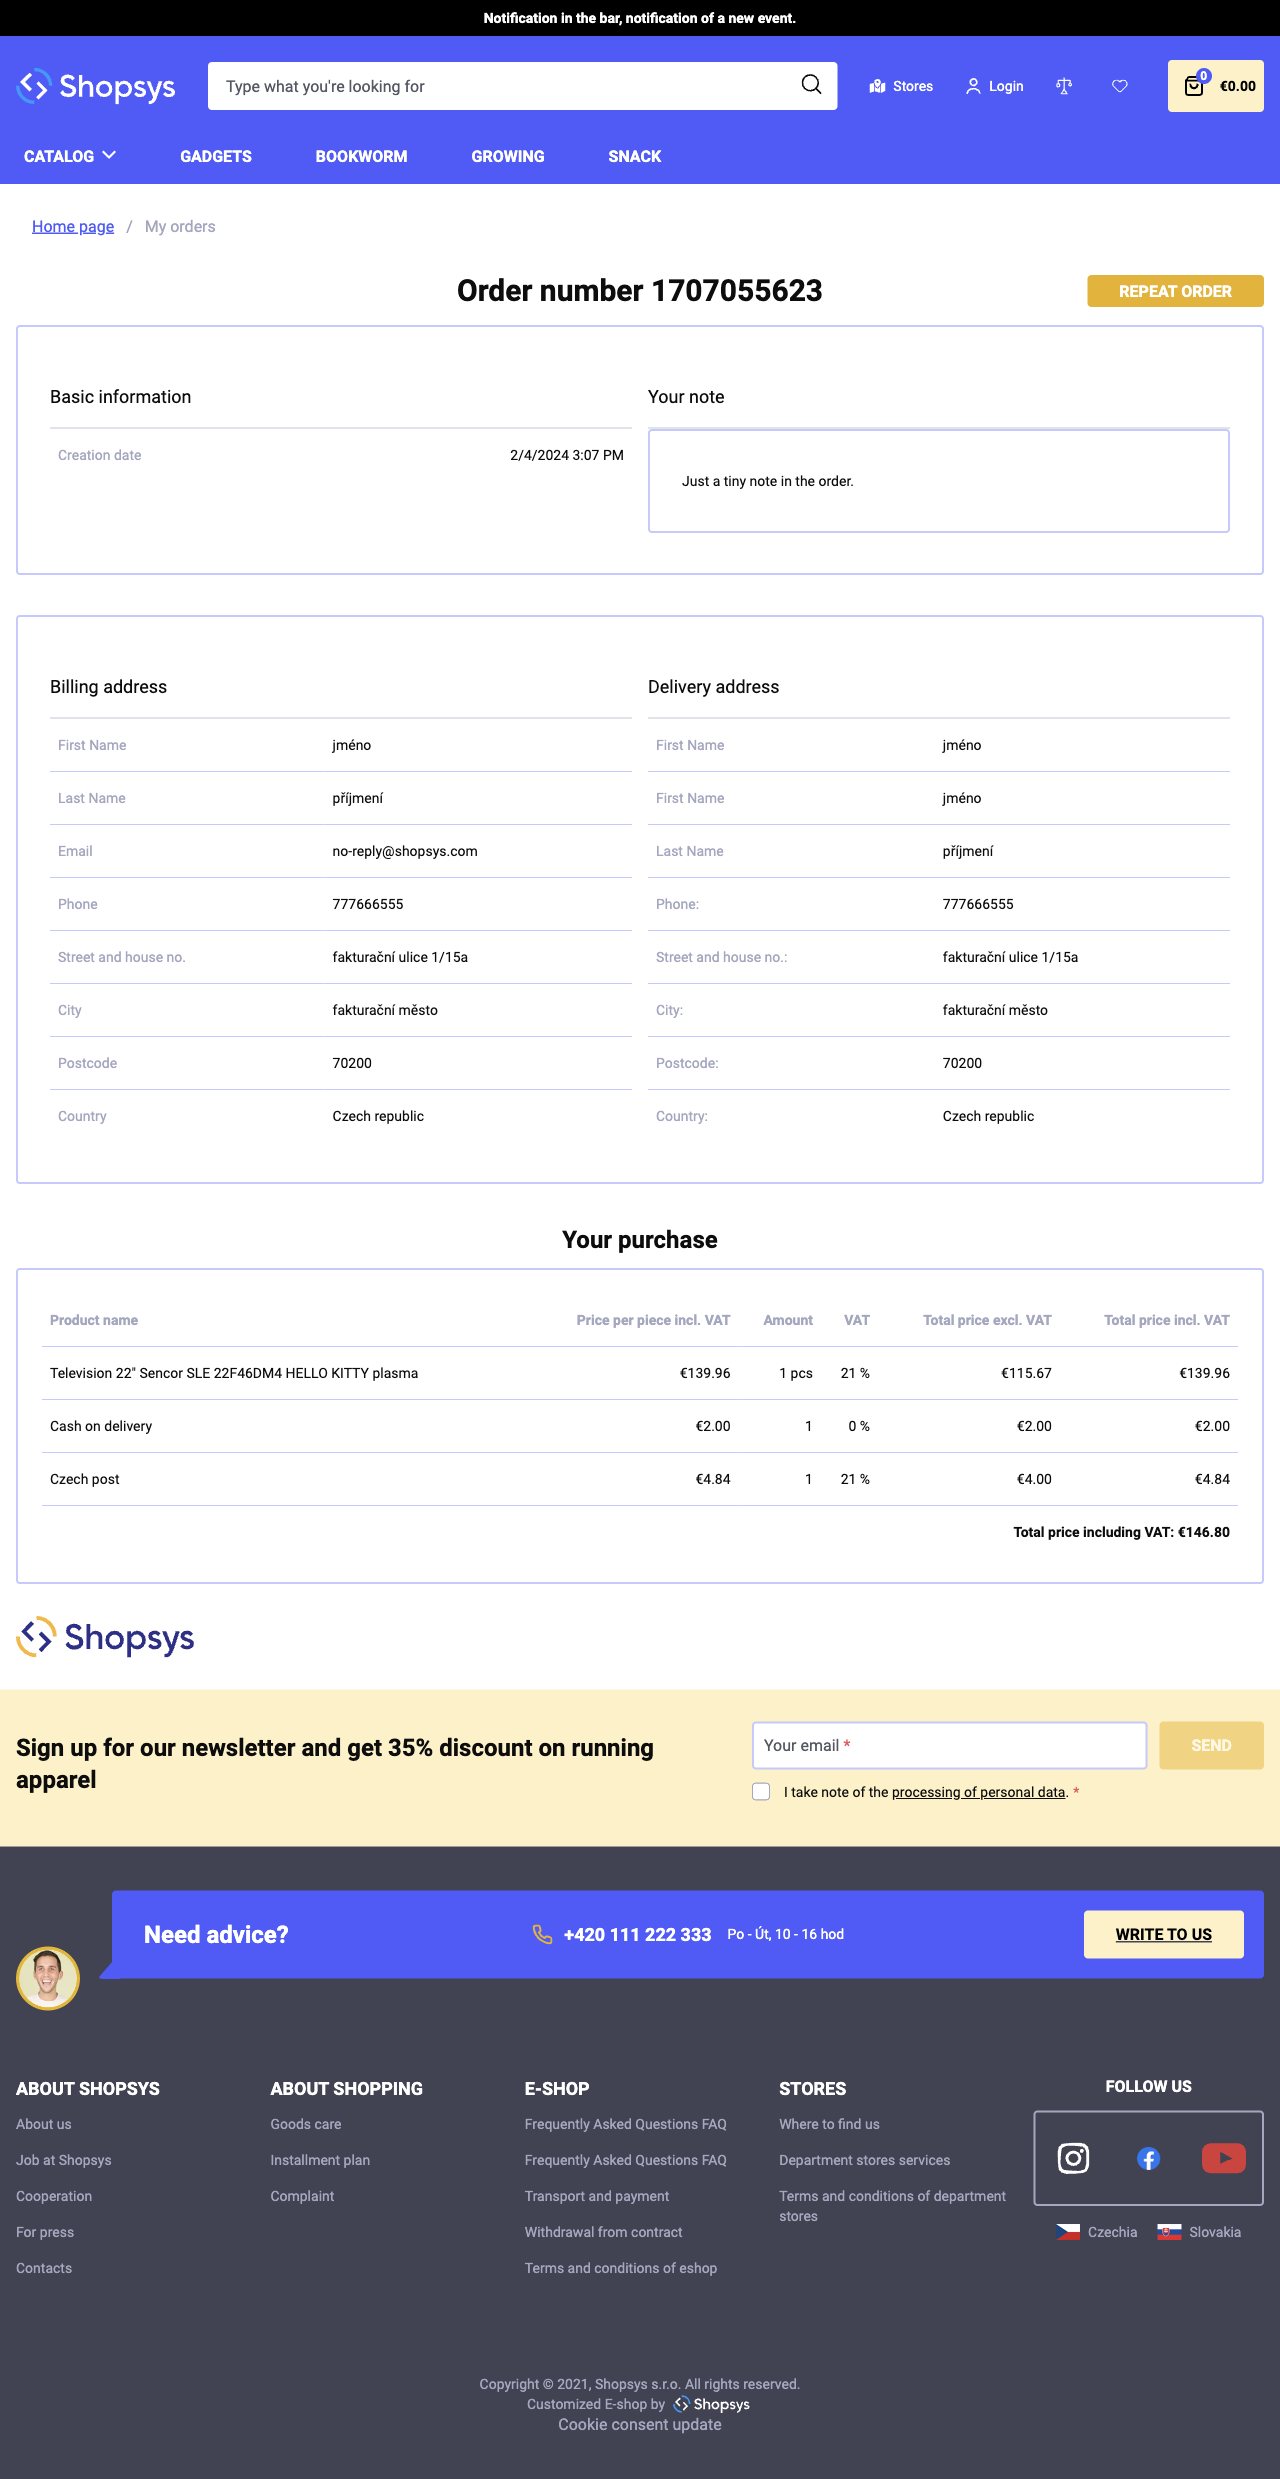 Notification in the bar, notification of a new event.
Shopsys
Type what you're looking for
Stores
Login
0
€0.00
CATALOG
GADGETS
BOOKWORM
GROWING
SNACK
Home page / My orders
Order number 1707055623
REPEAT ORDER
Basic information
Creation date 2/4/2024 3:07 PM
Your note
Just a tiny note in the order.
Billing address
First Name jméno
Last Name příjmení
Email no-reply@shopsys.com
Phone 777666555
Street and house no. fakturační ulice 1/15a
City fakturační město
Postcode 70200
Country Czech republic
Delivery address
First Name jméno
First Name jméno
Last Name příjmení
Phone: 777666555
Street and house no.: fakturační ulice 1/15a
City: fakturační město
Postcode: 70200
Country: Czech republic
Your purchase
Product name Price per piece incl. VAT Amount VAT Total price excl. VAT Total price incl. VAT
Television 22" Sencor SLE 22F46DM4 HELLO KITTY plasma €139.96 1 pcs 21 % €115.67 €139.96
Cash on delivery €2.00 1 0 % €2.00 €2.00
Czech post €4.84 1 21 % €4.00 €4.84
Total price including VAT: €146.80
Shopsys
Sign up for our newsletter and get 35% discount on running
apparel
Your email *
SEND
I take note of the processing of personal data. *
Need advice?
+420 111 222 333
Po - Út, 10 - 16 hod
WRITE TO US
ABOUT SHOPSYS
About us
Job at Shopsys
Cooperation
For press
Contacts
ABOUT SHOPPING
Goods care
Installment plan
Complaint
E-SHOP
Frequently Asked Questions FAQ
Frequently Asked Questions FAQ
Transport and payment
Withdrawal from contract
Terms and conditions of eshop
STORES
Where to find us
Department stores services
Terms and conditions of department
stores
FOLLOW US
Czechia
Slovakia
Copyright © 2021, Shopsys s.r.o. All rights reserved.
Customized E-shop by Shopsys
Cookie consent update